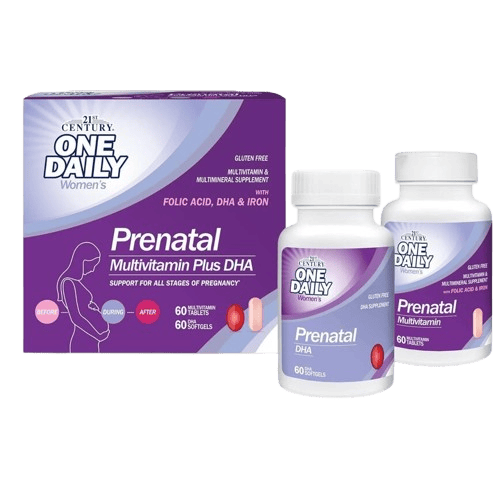 21st
CENTURY®
ONE
DAILY
Women's
GLUTEN FREE
MULTIVITAMIN &
MULTIMINERAL SUPPLEMENT
WITH
FOLIC ACID, DHA & IRON
Prenatal
Multivitamin Plus DHA
SUPPORT FOR ALL STAGES OF PREGNANCY
BEFORE
DURING
AFTER
60 MULTIVITAMIN
TABLETS
60 DHA
SOFTGELS
21st
CENTURY
ONE
DAILY
Women's
GLUTEN FREE
DHA SUPPLEMENT
Prenatal
DHA
60 DHA
SOFTGELS
21st
CENTURY
ONE
DAILY
Women's
GLUTEN FREE
MULTIVITAMIN &
MULTIMINERAL SUPPLEMENT
WITH FOLIC ACID & IRON
Prenatal
Multivitamin
60 MULTIVITAMIN
TABLETS